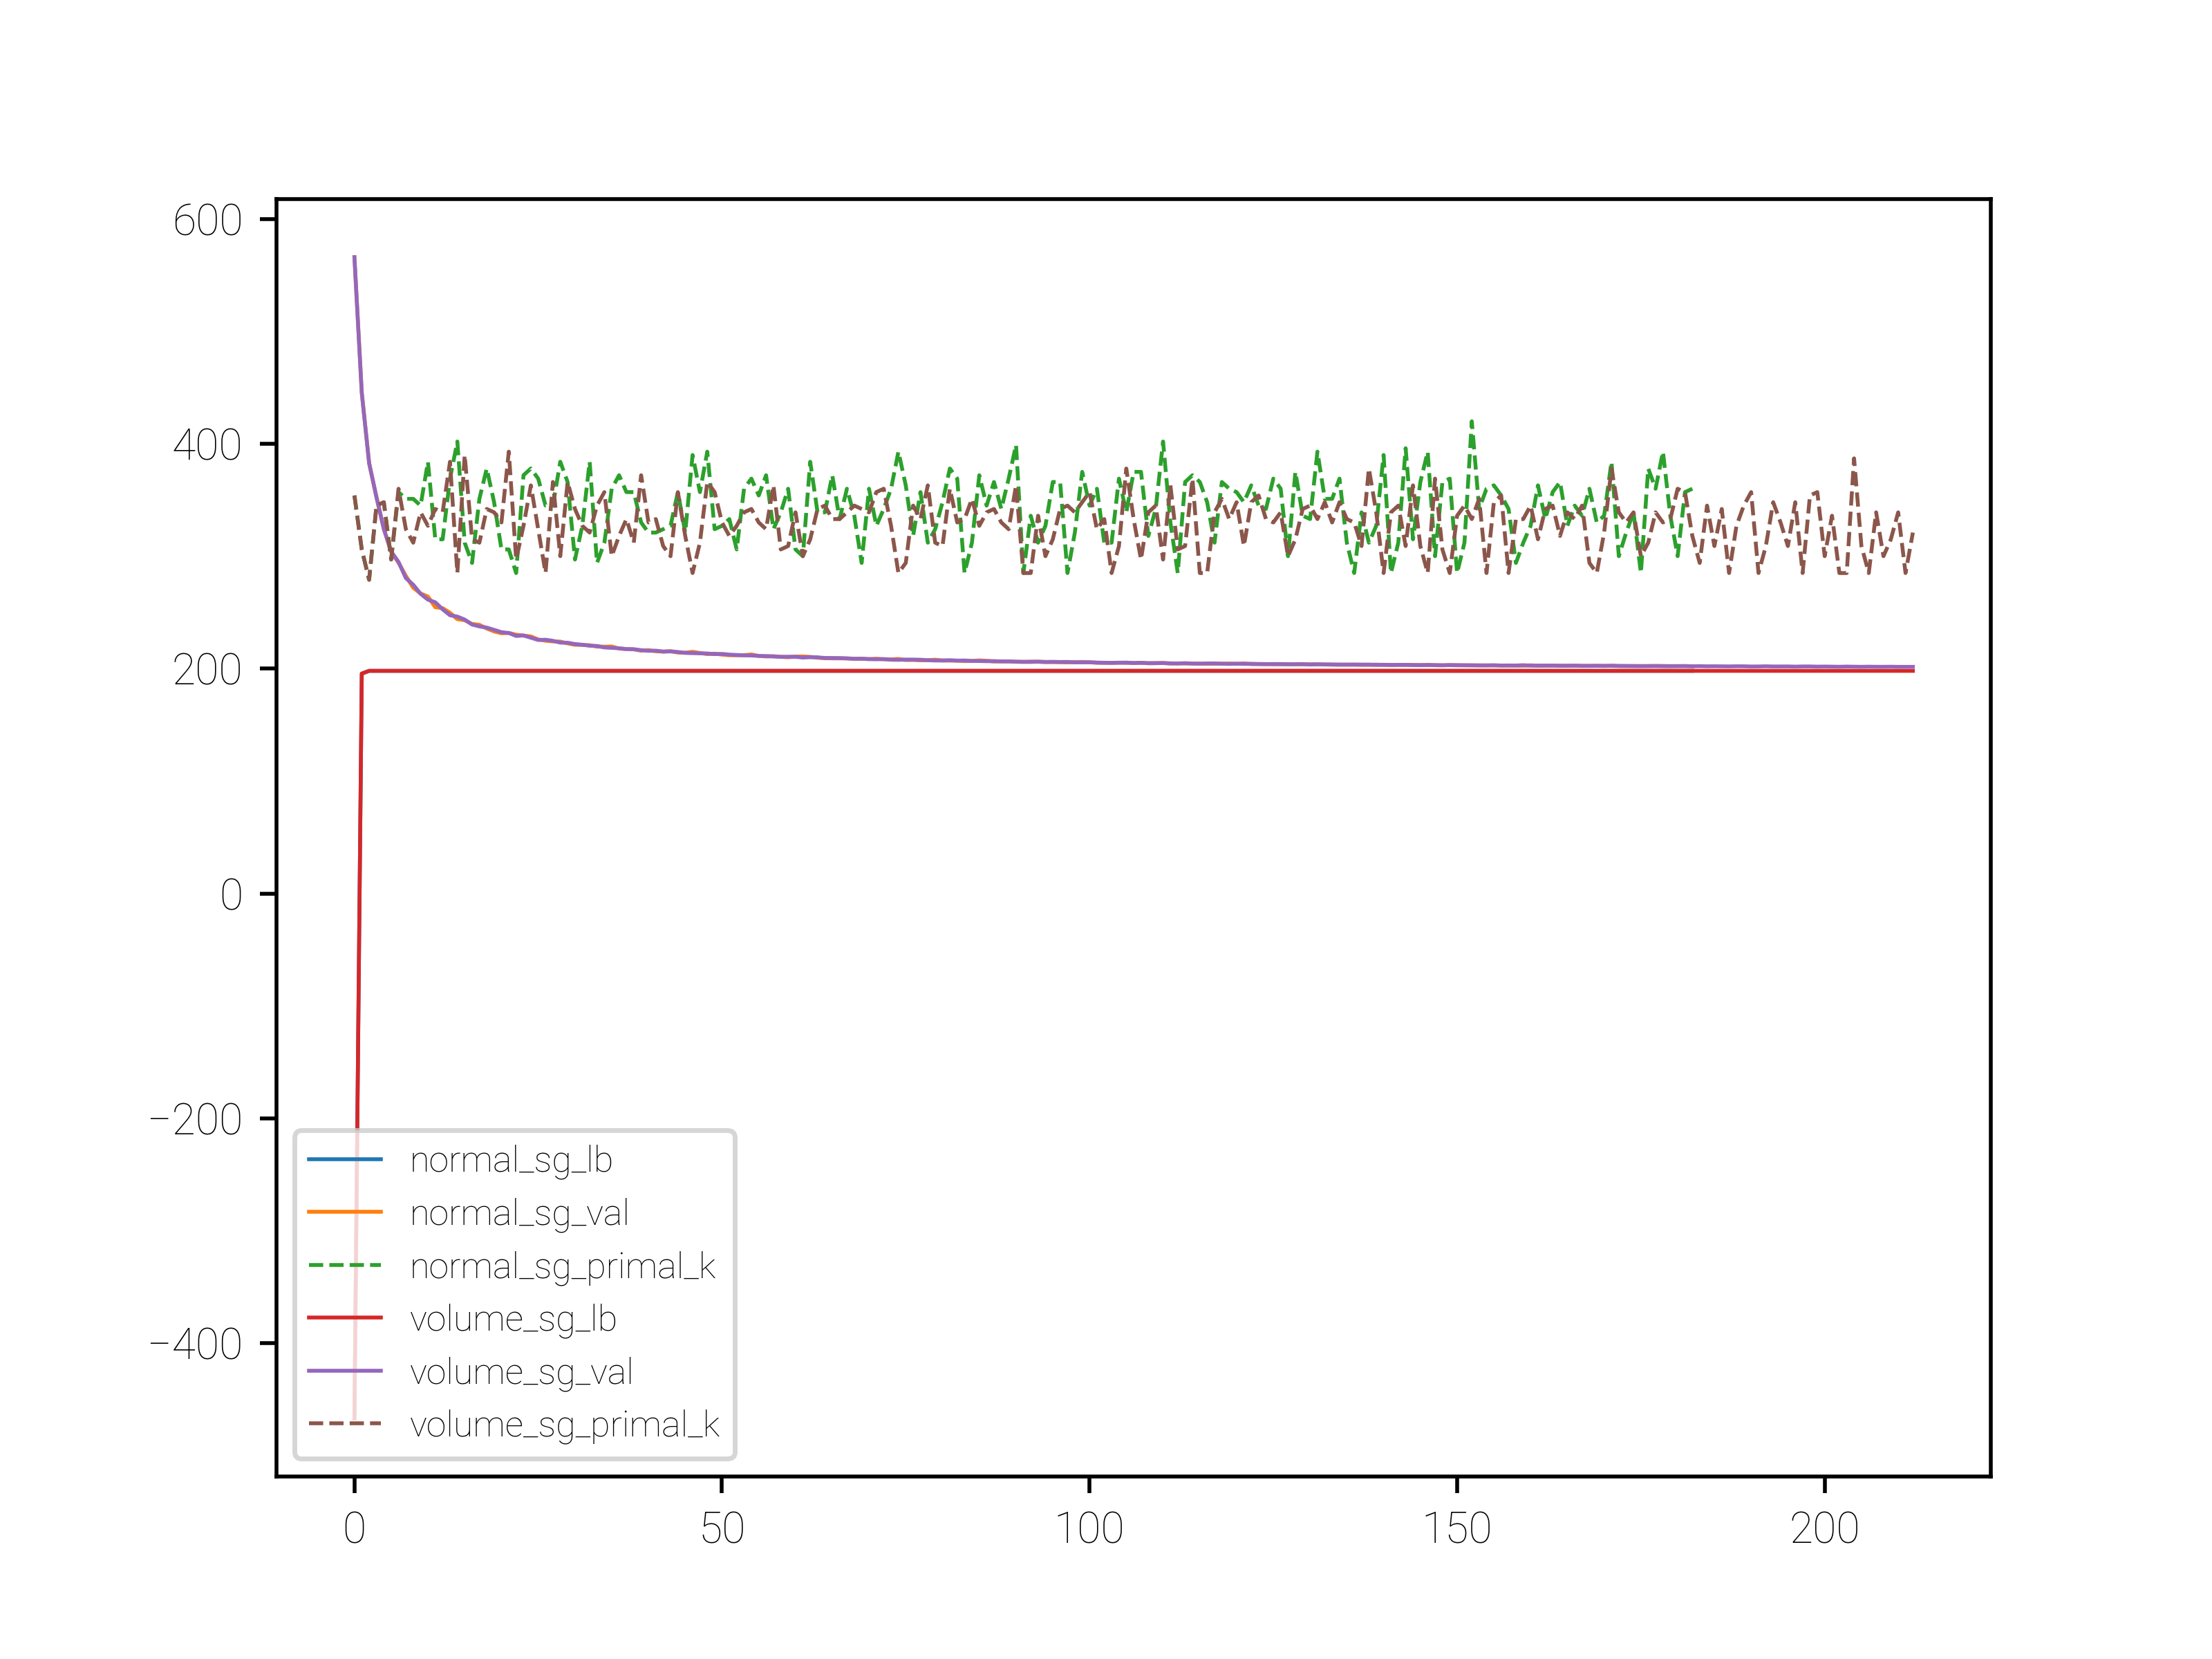 600
400
200
0
−200
−400
normal_sg_lb
normal_sg_val
normal_sg_primal_k
volume_sg_lb
volume_sg_val
volume_sg_primal_k
0 50 100 150 200